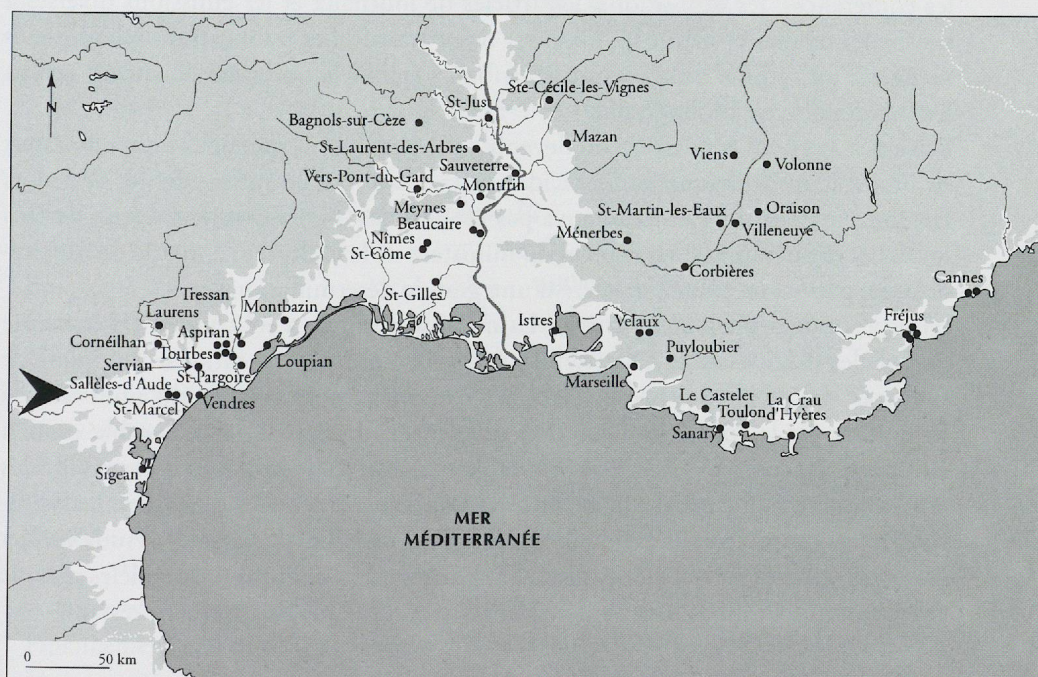 N
Ste-Cécile-les-Vignes
St-Just
Bagnols-sur-Cèze
Mazan
St-Laurent-des-Arbres
Viens
Volonne
Sauveterre
Vers-Pont-du-Gard
Montfrin
Meynes
St-Martin-les-Eaux
Oraison
Beaucaire
Villeneuve
Nîmes
Ménerbes
St-Côme
Corbières
Cannes
St-Gilles
Tressan
Montbazin
Laurens
Fréjus
Istres
Velaux
Aspiran
Cornéilhan
Tourbes
Puyloubier
Loupian
Servian
St-Pargoire
Marseille
Sallèles-d'Aude
Le Castelet
La Crau
d'Hyères
St-Marcel
Vendres
Toulon
Sanary
Sigean
MER
MÉDITERRANÉE
0
50 km